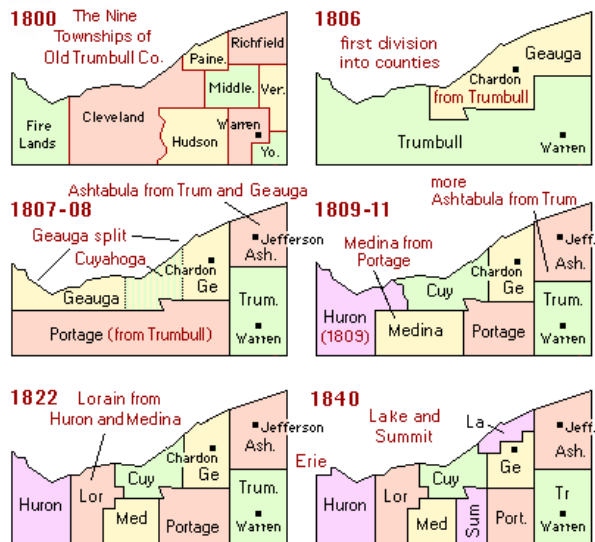 1800 The Nine
Townships of
Old Trumbull Co.
Richfield
Paine.
Middle. Ver.
Cleveland
Warren
Fire
Lands
Hudson
Yo.
1806
first division
into counties
Geauga
Chardon
from Trumbull
Trumbull
Warren
Ashtabula from Trum and Geauga
1807-08
Geauga split
Cuyahoga
Jefferson
Ash.
Chardon
Ge
Geauga
Trum.
Portage (from Trumbull)
Warren
more
Ashtabula from Trum
1809-11
Medina from
Portage
Jeff.
Ash.
Chardon
Cuy
Ge
Trum.
Huron
(1809)
Medina
Portage
Warren
1822 Lorain from
Huron and Medina
Jefferson
Ash.
Chardon
Cuy
Ge
Trum.
Huron
Lor
Med
Portage
Warren
1840
Lake and
Summit
La
Jeff.
Ash.
Erie
Ge
Cuy
Huron
Lor
Tr
Med
Sum
Port.
Warren